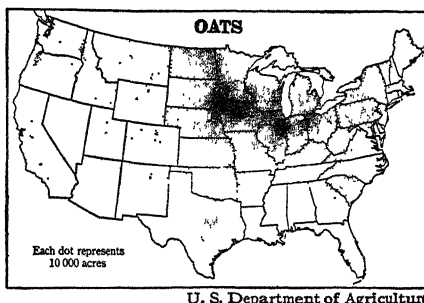 OATS
Each dot represents
10 000 acres
U. S. Department of Agricultur